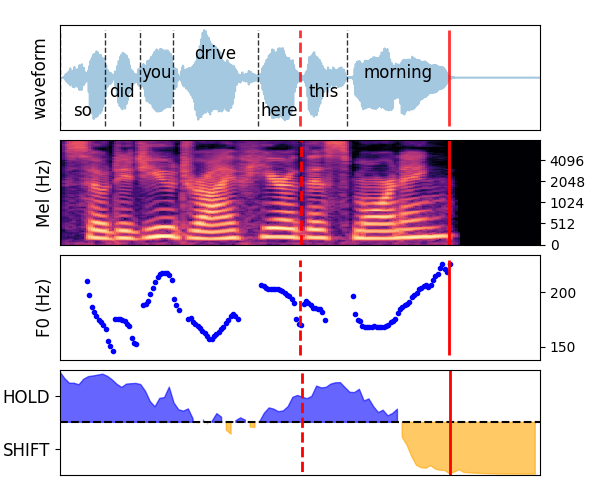 waveform
so did you drive here this morning
Mel (Hz)
4096
2048
1024
512
0
F0 (Hz)
200
150
HOLD
SHIFT